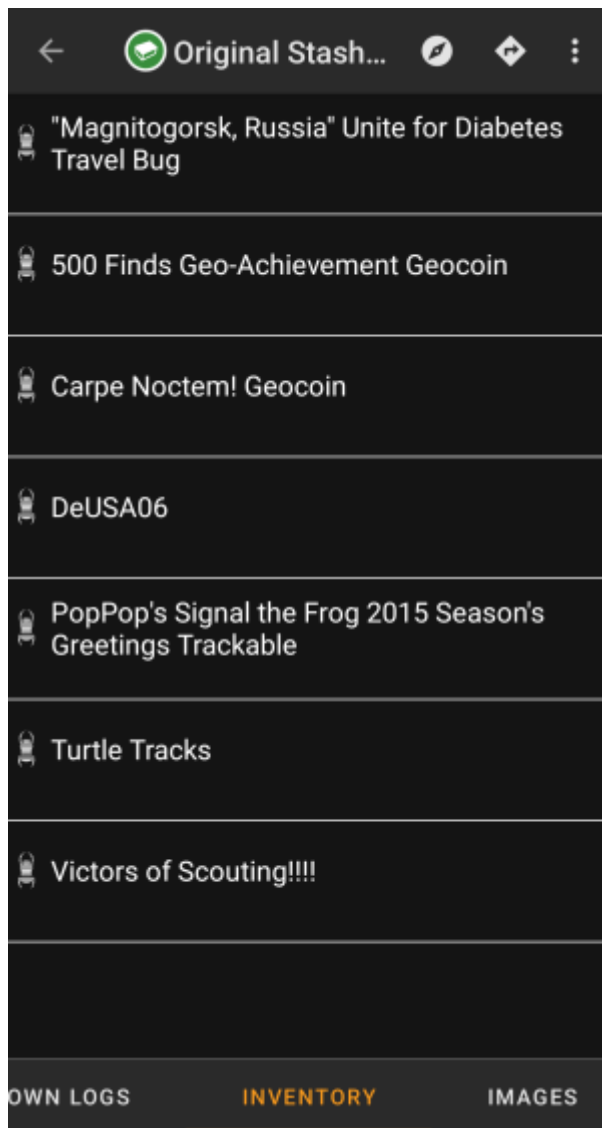 Original Stash...
"Magnitogorsk, Russia" Unite for Diabetes
Travel Bug
500 Finds Geo-Achievement Geocoin
Carpe Noctem! Geocoin
DeUSA06
PopPop's Signal the Frog 2015 Season's
Greetings Trackable
Turtle Tracks
Victors of Scouting!!!!
OWN LOGS INVENTORY IMAGES